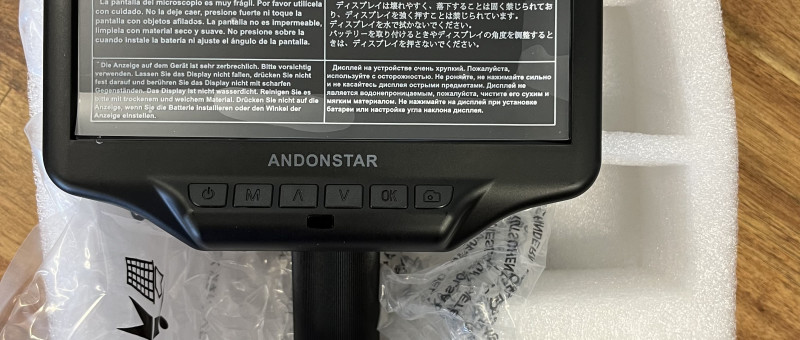 La pantalla del microscopio es muy frágil. Por favor utilícela
con cuidado. No la deje caer, presione fuerte ni toque la
pantalla con objetos afilados. La pantalla no es impermeable,
límpiela con material seco y suave. No presione sobre la
cuando instale la batería ni ajuste el ángulo de la pantalla.
ディスプレイは壊れやすく、落下することは固く禁じられてお
り、ディスプレイを強く押すことは禁じられています。
ディスプレイを水で拭かないでください。
バッテリーを取り付けるときやディスプレイの角度を調整すると
きは、ディスプレイを押さないでください。
Die Anzeige auf dem Gerät ist sehr zerbrechlich. Bitte vorsichtig
verwenden. Lassen Sie das Display nicht fallen, drücken Sie nicht
fest darauf und berühren Sie das Display nicht mit scharfen
Gegenständen. Das Display ist nicht wasserdicht. Reinigen Sie es
bitte mit trockenem und weichem Material. Drücken Sie nicht auf die
Anzeige, wenn Sie die Batterie installieren oder den Winkel der
Anzeige einstellen.
Дисплей на устройстве очень хрупкий. Пожалуйста,
используйте с осторожностью. Не роняйте, не нажимайте сильно
и не касайтесь дисплея острыми предметами. Дисплей не
является водонепроницаемым, пожалуйста, чистите его сухим и
мягким материалом. Не нажимайте на дисплей при установке
батареи или настройке угла наклона дисплея.
ANDONSTAR
M
OK